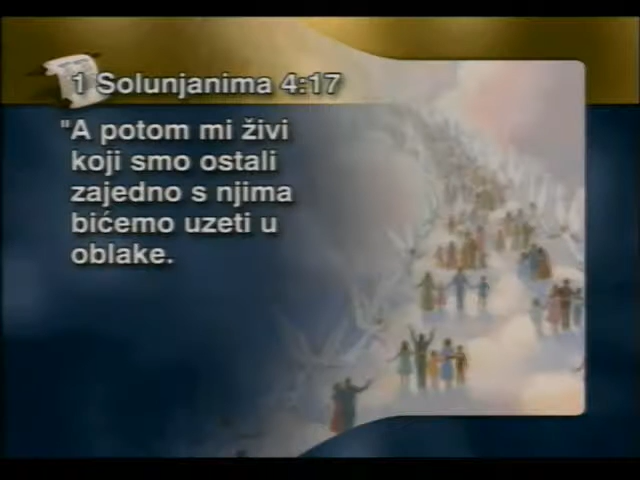 1 Solunjanima 4:17
"A potom mi živi
koji smo ostali
zajedno s njima
bićemo uzeti u
oblake.